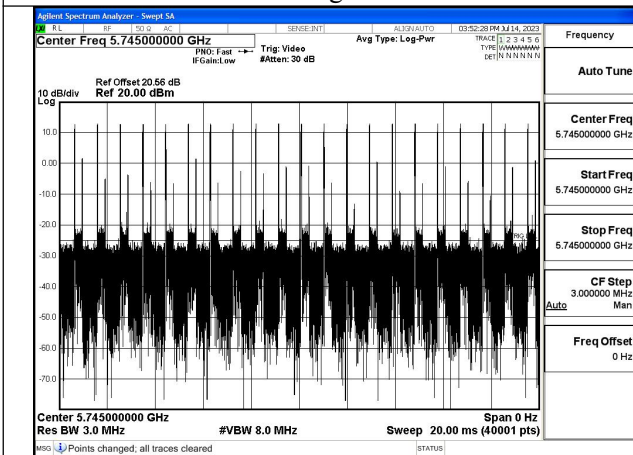 Agilent Spectrum Analyzer - Swept SA
RL RF 50 Ω AC SENSE:INT ALIGNAUTO 03:52:28 PM Jul 14, 2023
Center Freq 5.745000000 GHz
PNO: Fast
IFGain:Low
Trig: Video
#Atten: 30 dB
Avg Type: Log-Pwr
TRACE 1 2 3 4 5 6
TYPE
DET N N N N N N
Ref Offset 20.56 dB
10 dB/div Ref 20.00 dBm
Log
10.0
0.00
-10.0
-20.0
-30.0
-40.0
-50.0
-60.0
-70.0
Center 5.745000000 GHz Span 0 Hz
Res BW 3.0 MHz #VBW 8.0 MHz Sweep 20.00 ms (40001 pts)
MSG Points changed; all traces cleared STATUS
Frequency
Auto Tune
Center Freq
5.745000000 GHz
Start Freq
5.745000000 GHz
Stop Freq
5.745000000 GHz
CF Step
3.000000 MHz
Auto Man
Freq Offset
0 Hz